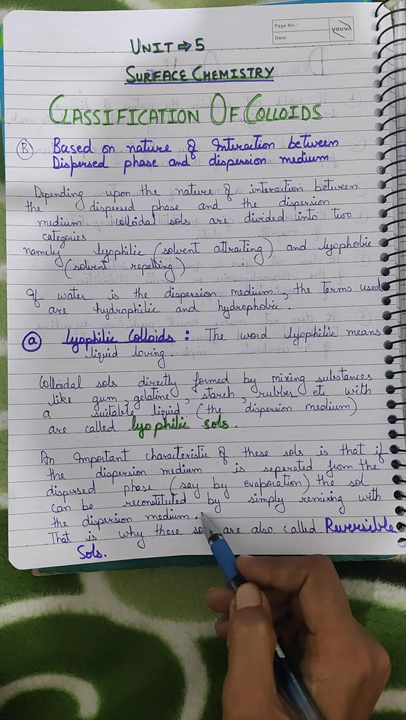 Page No.:
Date:
YOUVA
UNIT ⇒ 5
SURFACE CHEMISTRY
CLASSIFICATION OF COLLOIDS
(B) Based on nature of Interaction between
Dispersed phase and dispersion medium
Depending upon the nature of interaction between
the dispersed phase and the dispersion
medium colloidal sols are divided into two
categories
namely lyophilic (solvent attracting) and lyophobic
(solvent repelling)
If water is the dispersion medium, the terms used
are hydrophilic and hydrophobic.
(a) Lyophilic Colloids : The word lyophilic means
liquid loving.
Colloidal sols directly formed by mixing substances
like gum, gelatine, starch, rubber etc with
a suitable liquid (the dispersion medium)
are called lyophilic sols.
An Important characteristic of these sols is that if
the dispersion medium is separated from the
dispersed phase (say by evaporation) the sol
can be reconstituted by simply remixing with
the dispersion medium.
That is why these are also called Reversible
Sols.